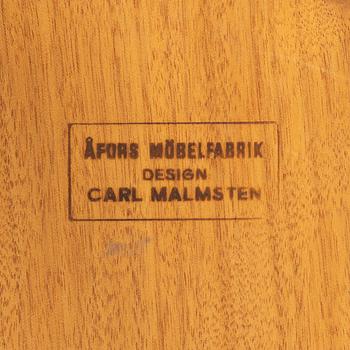 ÅFORS MÖBELFABRIK
DESIGN
CARL MALMSTEN